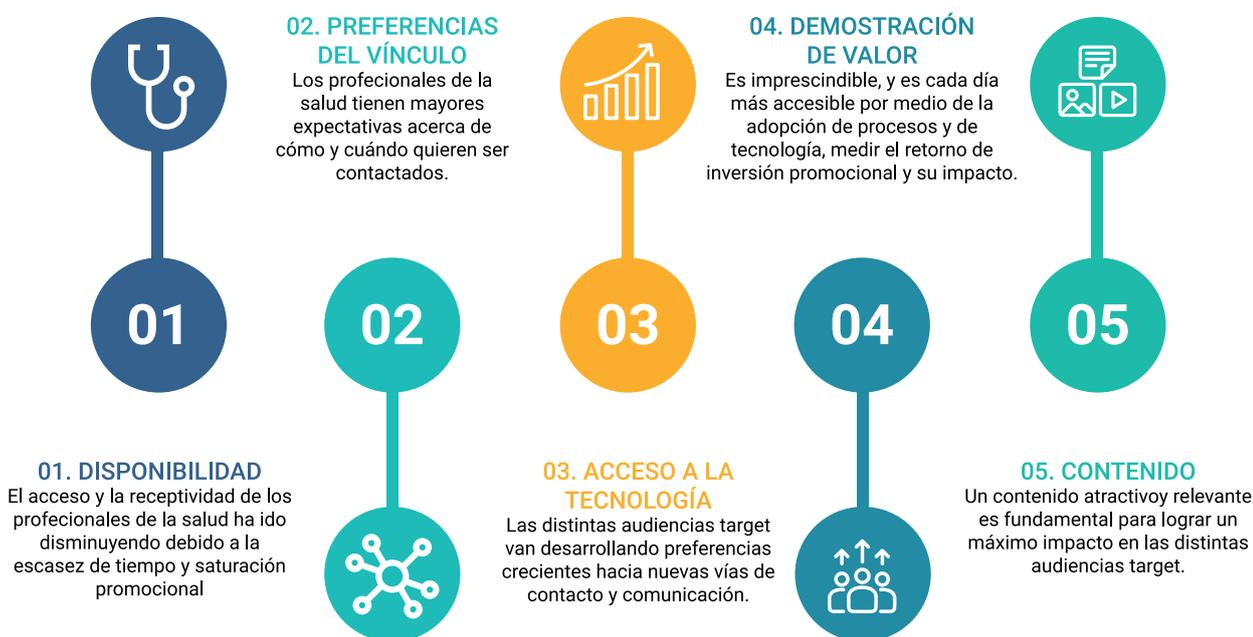 02. PREFERENCIAS
DEL VÍNCULO
Los profecionales de la
salud tienen mayores
expectativas acerca de
cómo y cuándo quieren ser
contactados.
04. DEMOSTRACIÓN
DE VALOR
Es imprescindible, y es cada día
más accesible por medio de la
adopción de procesos y de
tecnología, medir el retorno de
inversión promocional y su impacto.
01
02
03
04
05
01. DISPONIBILIDAD
El acceso y la receptividad de los
profecionales de la salud ha ido
disminuyendo debido a la
escasez de tiempo y saturación
promocional
03. ACCESO A LA
TECNOLOGÍA
Las distintas audiencias target
van desarrollando preferencias
crecientes hacia nuevas vías de
contacto y comunicación.
05. CONTENIDO
Un contenido atractivoy relevante
es fundamental para lograr un
máximo impacto en las distintas
audiencias target.